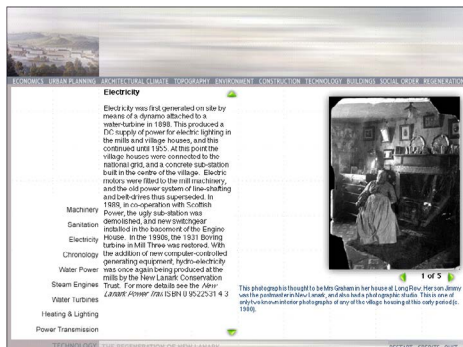 ECONOMICS URBAN PLANNING ARCHITECTURAL CLIMATE TOPOGRAPHY ENVIRONMENT CONSTRUCTION TECHNOLOGY BUILDINGS SOCIAL ORDER REGENERATION
Electricity
Electricity was first generated on site by
means of a dynamo attached to a
water-turbine in 1898. This produced a
DC supply of power for electric lighting in
the mills and village houses, and this
continued until 1955. At this point the
village houses were connected to the
national grid, and a concrete sub-station
built in the centre of the village. Electric
motors were fitted to the mill machinery,
and the old power system of line-shafting
and belt-drives thus superseded. In
1989, in co-operation with Scottish
Power, the ugly sub-station was
demolished, and new switchgear
installed in the basement of the Engine
House. In the 1990s, the 1931 Boving
turbine in Mill Three was restored. With
the addition of new computer-controlled
generating equipment, hydro-electricity
was once again being produced at the
mills by the New Lanark Conservation
Trust. For more details see the New
Lanark Power Trail ISBN 0 9522531 4 3
Machinery
Sanitation
Electricity
Chronology
Water Power
Steam Engines
Water Turbines
Heating & Lighting
Power Transmission
1 of 5
This photograph is thought to be Mrs Graham in her house at Long Row. Her son Jimmy
was the postmaster in New Lanark, and also had a photographic studio. This is one of
only two known interior photographs of any of the village housing at this early period (c.
1900).
TECHNOLOGY THE REGENERATION OF NEW LANARK
RESTART CREDITS QUIT